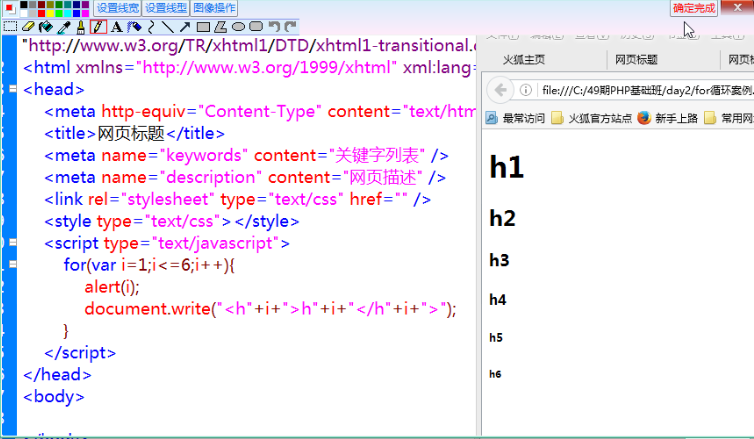 设置线宽 设置线型 图像操作 确定完成
"http://www.w3.org/TR/xhtml1/DTD/xhtml1-transitional.
<html xmlns="http://www.w3.org/1999/xhtml" xml:lang=
<head>
<meta http-equiv="Content-Type" content="text/htm
<title>网页标题</title>
<meta name="keywords" content="关键字列表" />
<meta name="description" content="网页描述" />
<link rel="stylesheet" type="text/css" href="" />
<style type="text/css"></style>
<script type="text/javascript">
for(var i=1;i<=6;i++){
alert(i);
document.write("<h"+i+">h"+i+"</h"+i+">");
}
</script>
</head>
<body>
火狐主页 网页标题 网页标
file:///C:/49期PHP基础班/day2/for循环案例.
最常访问 火狐官方站点 新手上路 常用网
h1
h2
h3
h4
h5
h6